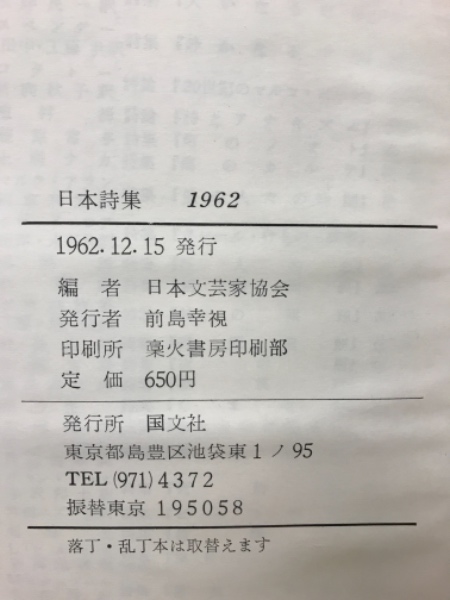 日本詩集 1962
1962.12.15 発行
編 者 日本文芸家協会
発行者 前島幸視
印刷所 稟火書房印刷部
定 価 650円
発行所 国文社
東京都島豊区池袋東1ノ95
TEL (971) 4372
振替東京 195058
落丁・乱丁本は取替えます